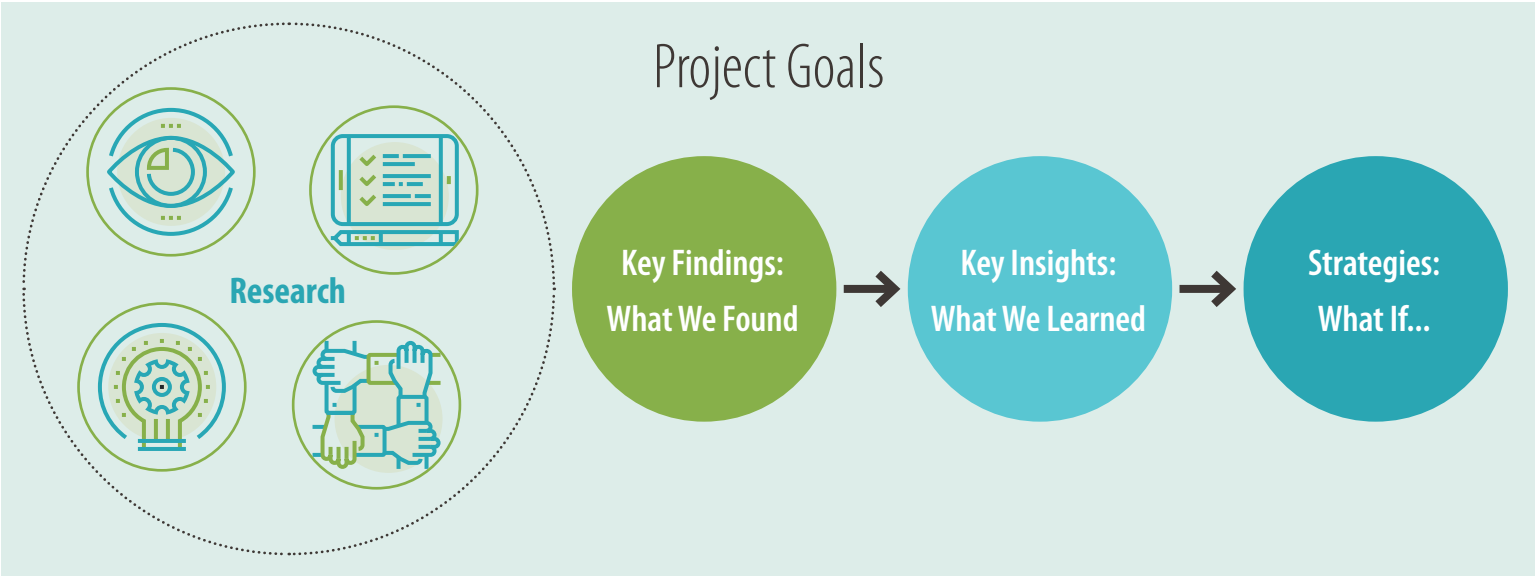 Project Goals
Research
Key Findings:
What We Found
Key Insights:
What We Learned
Strategies:
What If...